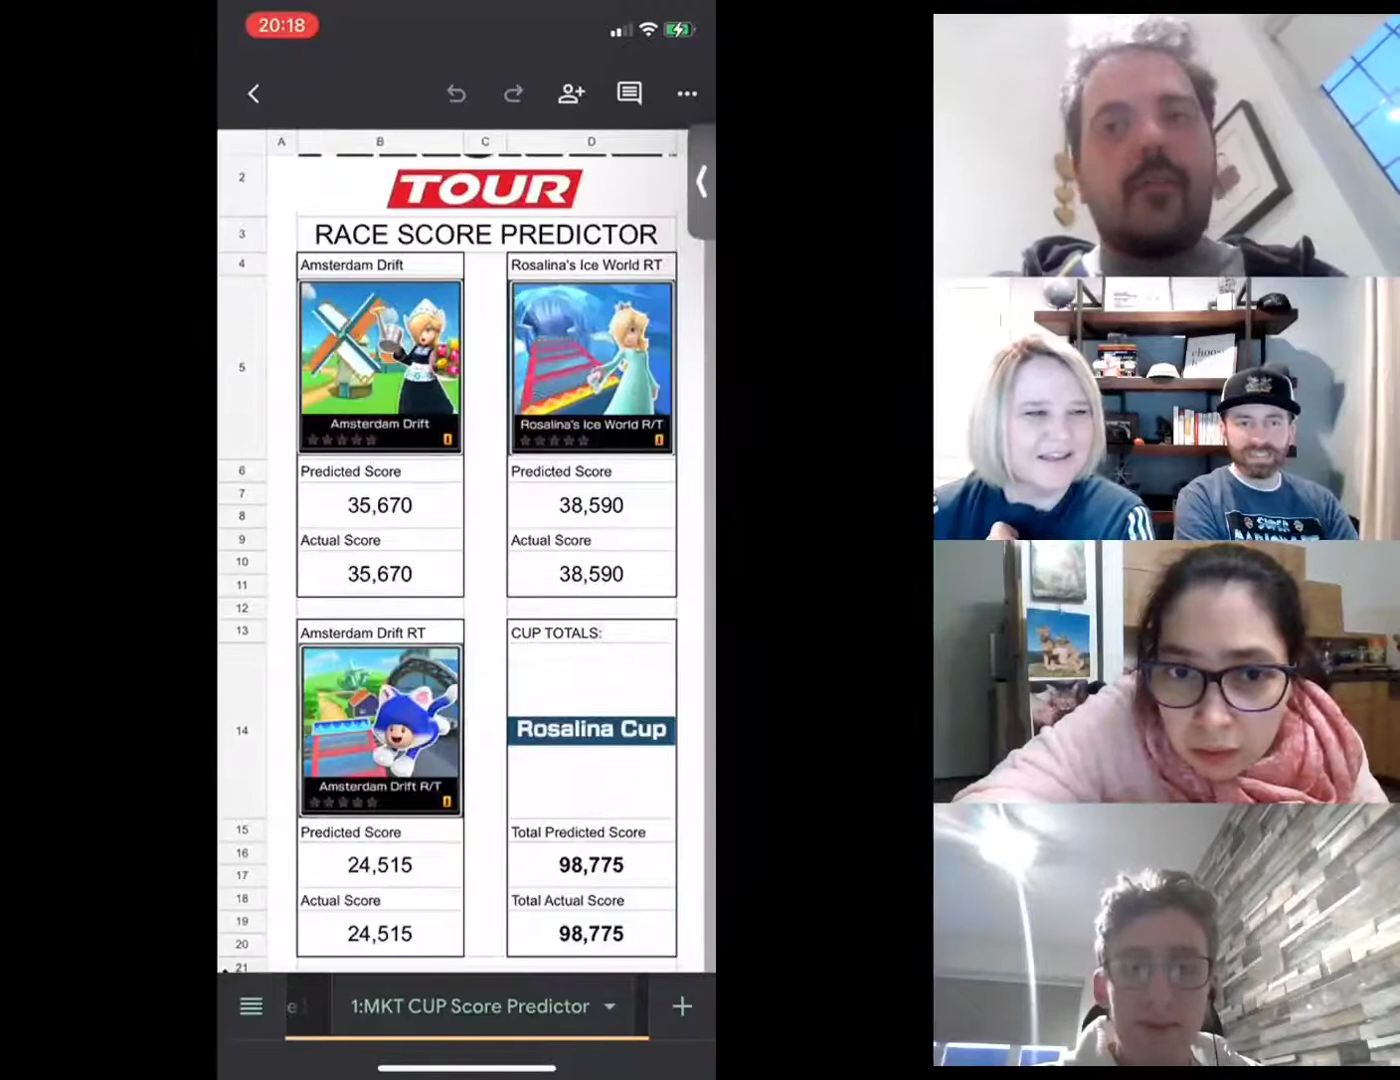 20:18
A
B
C
D
2
TOUR
3
RACE SCORE PREDICTOR
4
Amsterdam Drift
Rosalina's Ice World RT
5
Amsterdam Drift
Rosalina's Ice World R/T
6
Predicted Score
Predicted Score
7
35,670
38,590
8
9
Actual Score
Actual Score
10
35,670
38,590
11
12
13
Amsterdam Drift RT
CUP TOTALS:
14
Rosalina Cup
Amsterdam Drift R/T
15
Predicted Score
Total Predicted Score
16
24,515
98,775
17
18
Actual Score
Total Actual Score
19
24,515
98,775
20
21
1:MKT CUP Score Predictor
SUPER